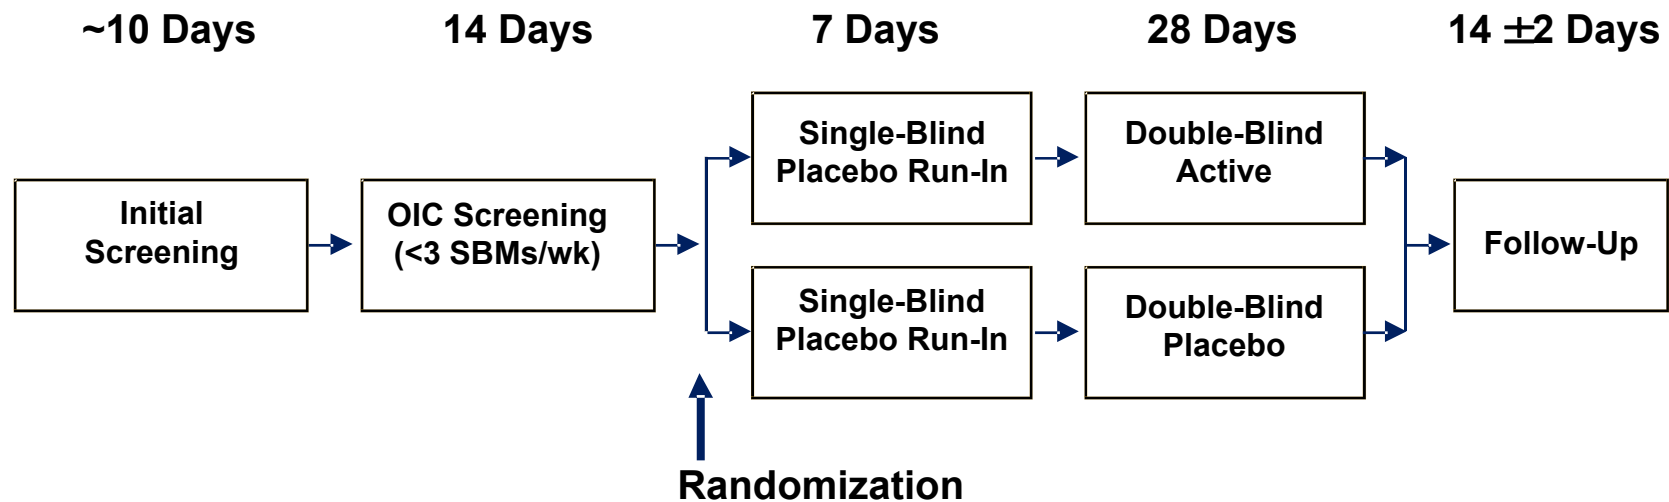 ~10 Days
14 Days
7 Days
28 Days
14 ±2 Days
Initial
Screening
OIC Screening
(<3 SBMs/wk)
Single-Blind
Placebo Run-In
Double-Blind
Active
Single-Blind
Placebo Run-In
Double-Blind
Placebo
Follow-Up
Randomization